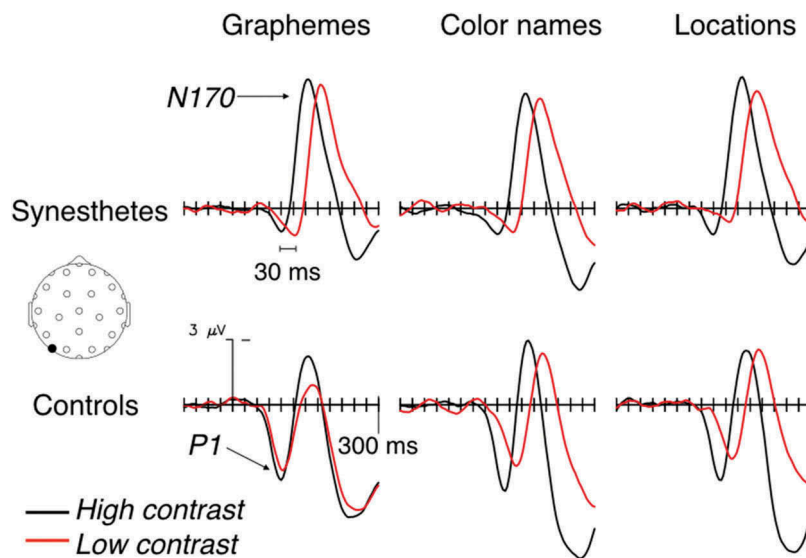 Graphemes Color names Locations
N170
Synesthetes
30 ms
3 μV
Controls
300 ms
P1
High contrast
Low contrast